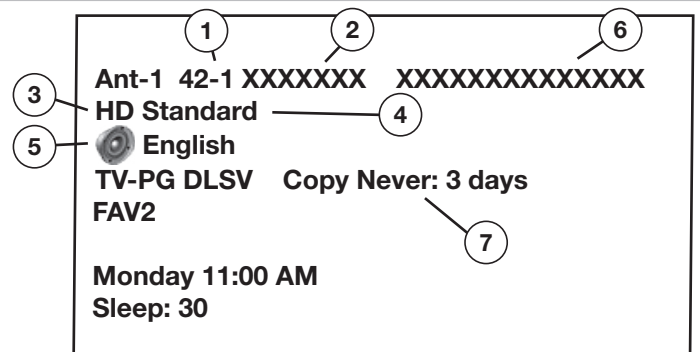 1 2 6
Ant-1 42-1 XXXXXXX XXXXXXXXXXXXXX
3 HD Standard 4
5 English
TV-PG DLSV Copy Never: 3 days
FAV2 7
Monday 11:00 AM
Sleep: 30